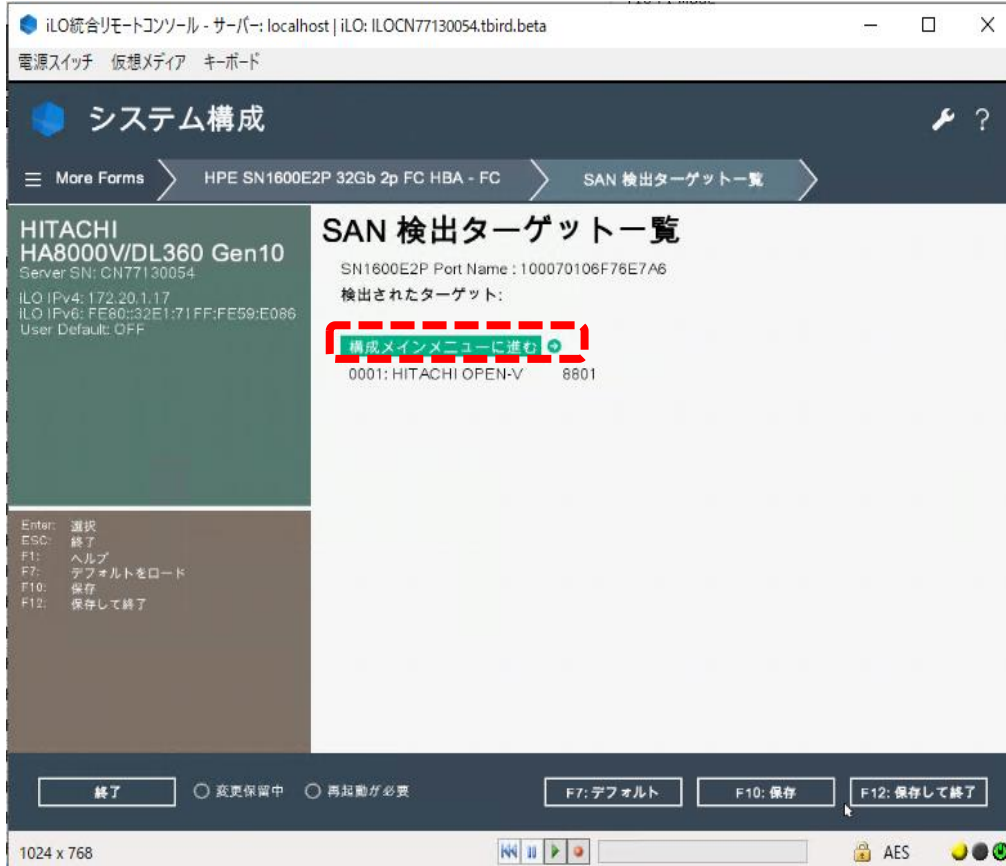 iLO統合リモートコンソール - サーバー: localhost | iLO: ILOCN77130054.tbird.beta
電源スイッチ 仮想メディア キーボード
システム構成
?
More Forms
HPE SN1600E2P 32Gb 2p FC HBA - FC
SAN 検出ターゲット一覧
HITACHI
HA8000V/DL360 Gen10
Server SN: CN77130054
iLO IPv4: 172.20.1.17
iLO IPv6: FE80::32E1:71FF:FE59:E086
User Default: OFF
SAN 検出ターゲット一覧
SN1600E2P Port Name : 100070106F76E7A6
検出されたターゲット:
構成メインメニューに進む
0001: HITACHI OPEN-V 8801
Enter: 選択
ESC: 終了
F1: ヘルプ
F7: デフォルトをロード
F10: 保存
F12: 保存して終了
終了
変更保留中
再起動が必要
F7: デフォルト
F10: 保存
F12: 保存して終了
1024 x 768
AES